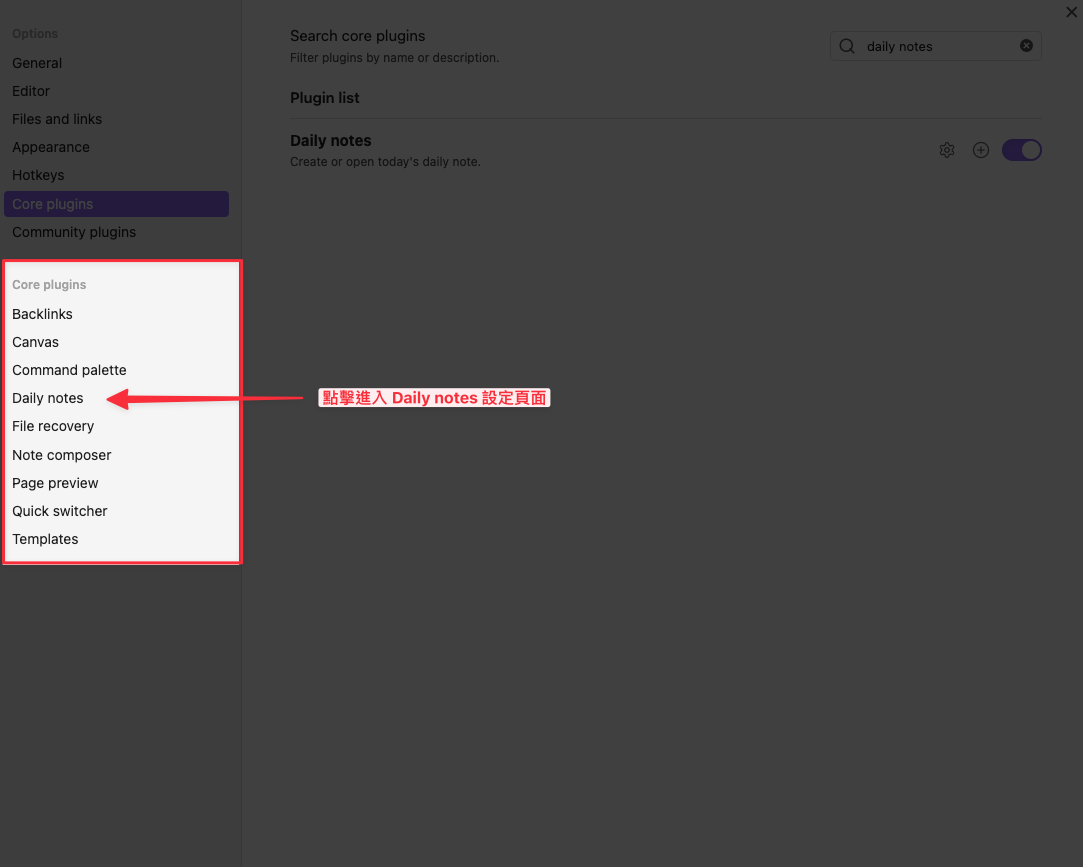 Options
General
Editor
Files and links
Appearance
Hotkeys
Core plugins
Community plugins
Core plugins
Backlinks
Canvas
Command palette
Daily notes
File recovery
Note composer
Page preview
Quick switcher
Templates
Search core plugins
Filter plugins by name or description.
daily notes
Plugin list
Daily notes
Create or open today's daily note.
點擊進入 Daily notes 設定頁面